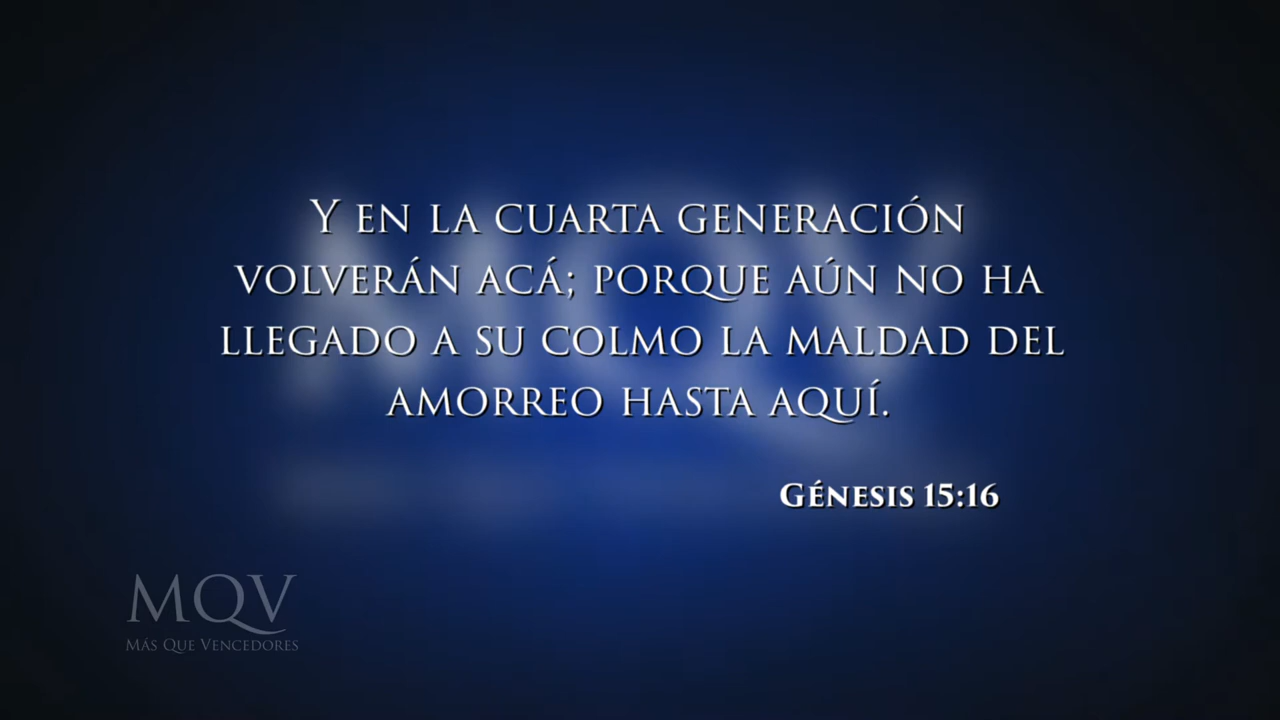 Y EN LA CUARTA GENERACIÓN
VOLVERÁN ACÁ; PORQUE AÚN NO HA
LLEGADO A SU COLMO LA MALDAD DEL
AMORREO HASTA AQUÍ.
GÉNESIS 15:16
MQV
MÁS QUE VENCEDORES